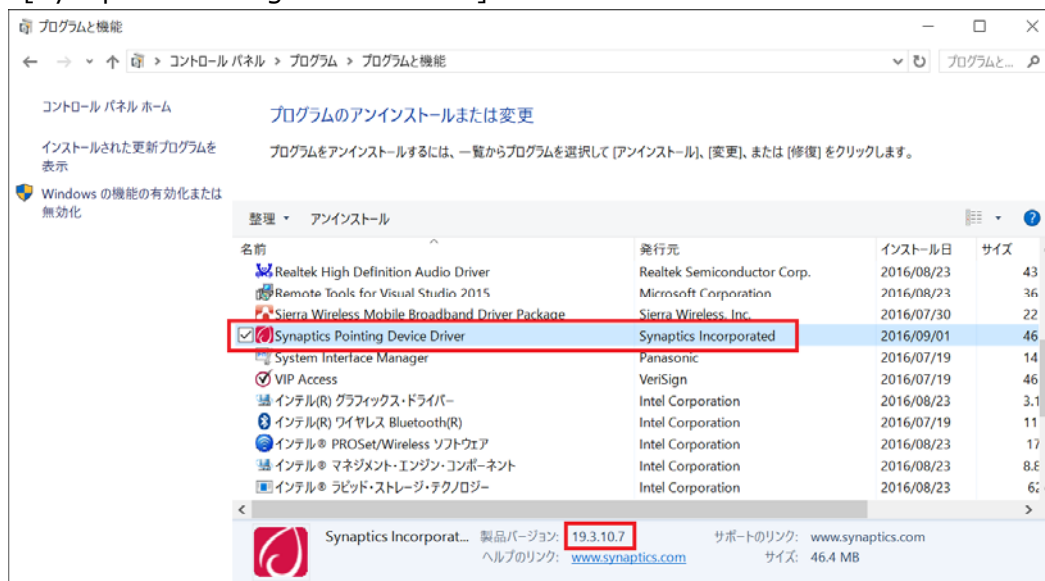 プログラムと機能
コントロール パネル > プログラム > プログラムと機能
プログラムと...
コントロール パネル ホーム
インストールされた更新プログラムを
表示
Windows の機能の有効化または
無効化
プログラムのアンインストールまたは変更
プログラムをアンインストールするには、一覧からプログラムを選択して [アンインストール]、[変更]、または [修復] をクリックします。
整理 アンインストール
名前 発行元 インストール日 サイズ
Realtek High Definition Audio Driver Realtek Semiconductor Corp. 2016/08/23 43
Remote Tools for Visual Studio 2015 Microsoft Corporation 2016/08/23 36
Sierra Wireless Mobile Broadband Driver Package Sierra Wireless, Inc. 2016/07/30 22
Synaptics Pointing Device Driver Synaptics Incorporated 2016/09/01 46
System Interface Manager Panasonic 2016/07/19 14
VIP Access VeriSign 2016/07/19 46
インテル(R) グラフィックス・ドライバー Intel Corporation 2016/08/23 3.1
インテル(R) ワイヤレス Bluetooth(R) Intel Corporation 2016/07/19 11
インテル® PROSet/Wireless ソフトウェア Intel Corporation 2016/08/23 17
インテル® マネジメント・エンジン・コンポーネント Intel Corporation 2016/08/23 8.8
インテル® ラピッド・ストレージ・テクノロジー Intel Corporation 2016/08/23 62
Synaptics Incorporat... 製品バージョン: 19.3.10.7 サポートのリンク: www.synaptics.com
ヘルプのリンク: www.synaptics.com サイズ: 46.4 MB